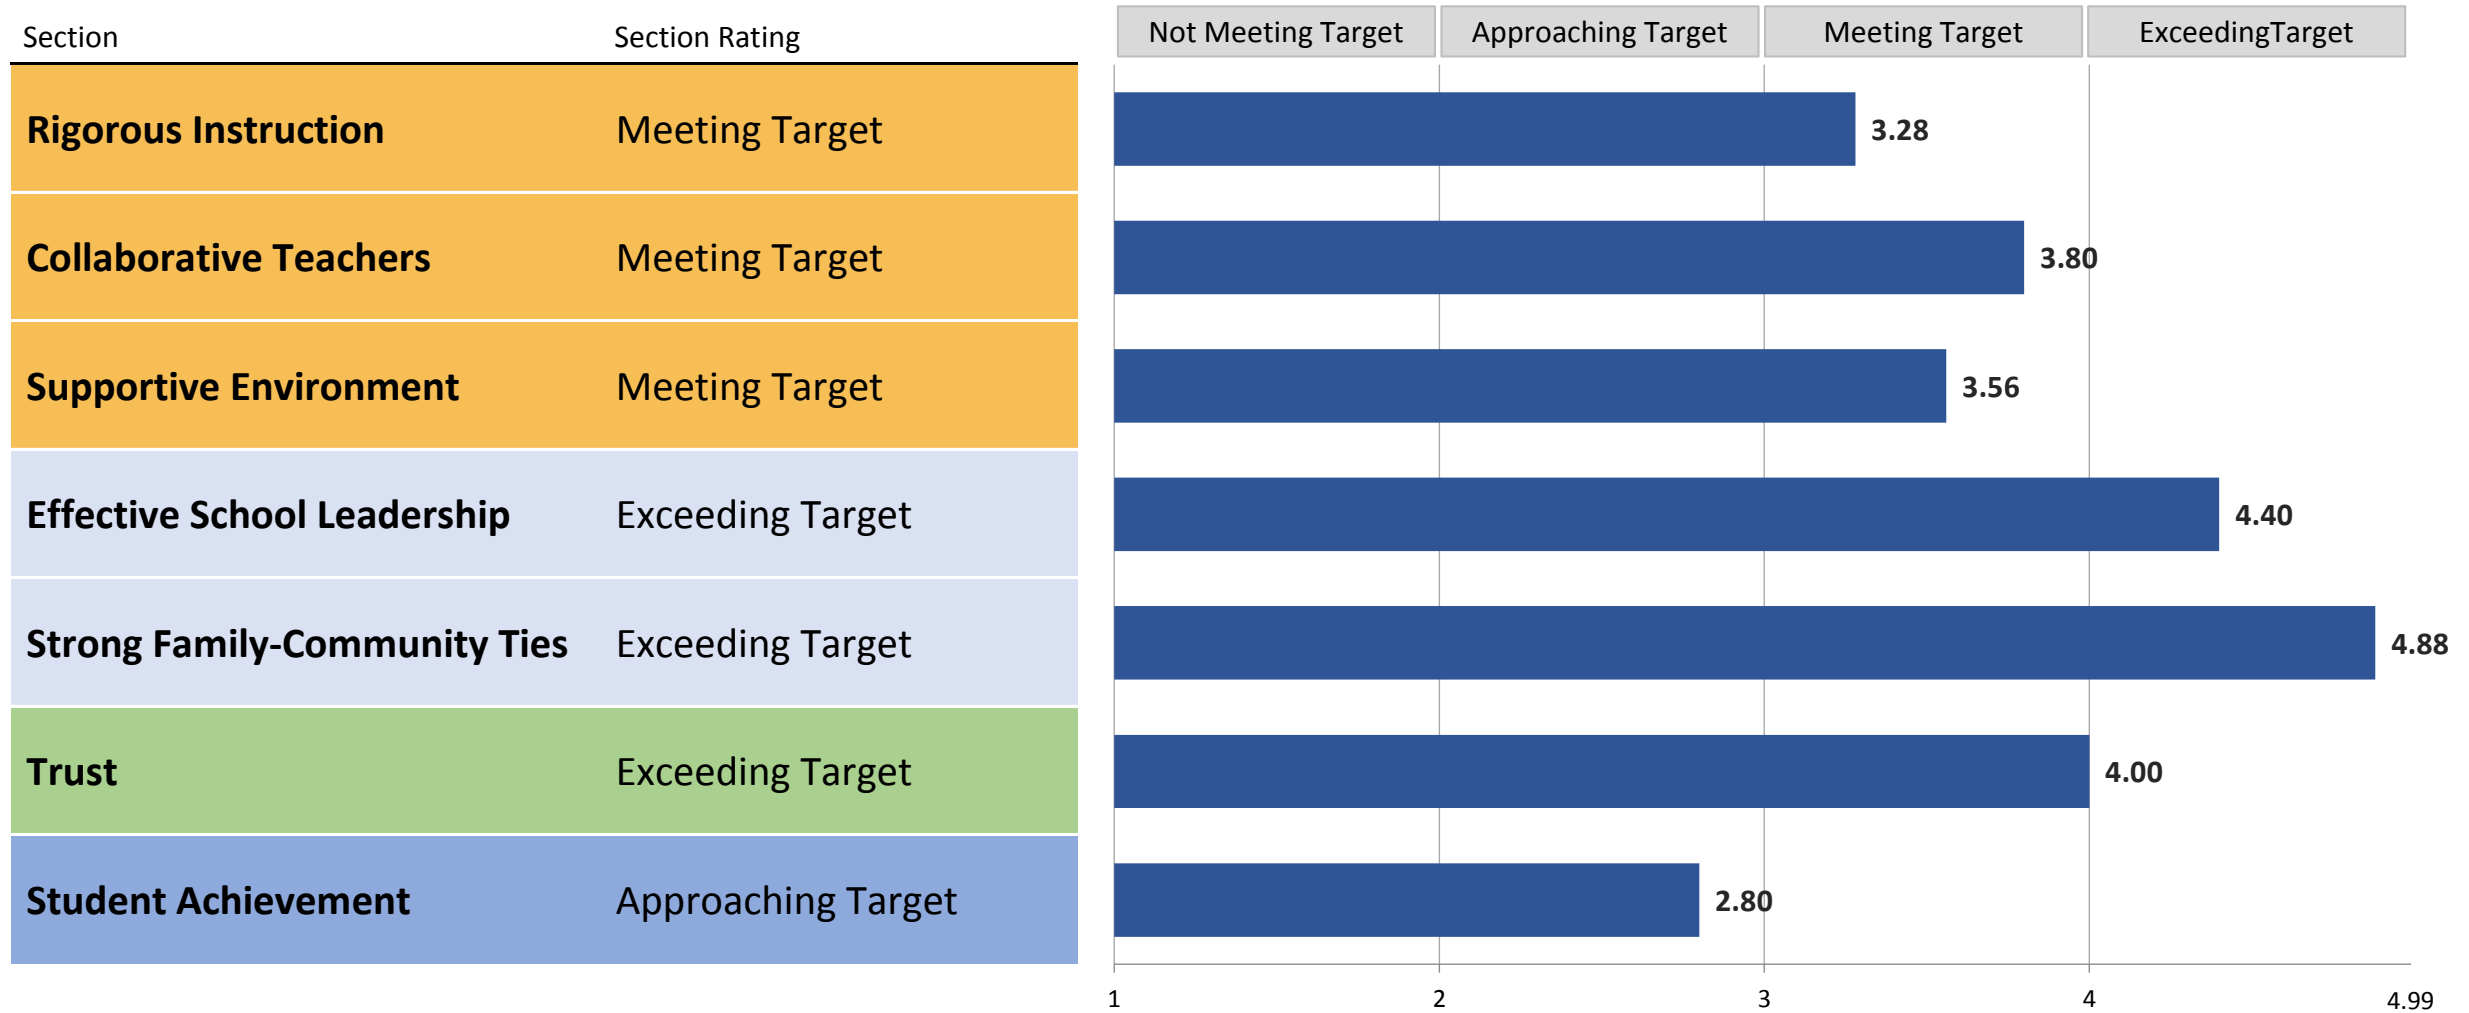 Section Section Rating Not Meeting Target Approaching Target Meeting Target ExceedingTarget
Rigorous Instruction Meeting Target 3.28
Collaborative Teachers Meeting Target 3.80
Supportive Environment Meeting Target 3.56
Effective School Leadership Exceeding Target 4.40
Strong Family-Community Ties Exceeding Target 4.88
Trust Exceeding Target 4.00
Student Achievement Approaching Target 2.80
1 2 3 4 4.99